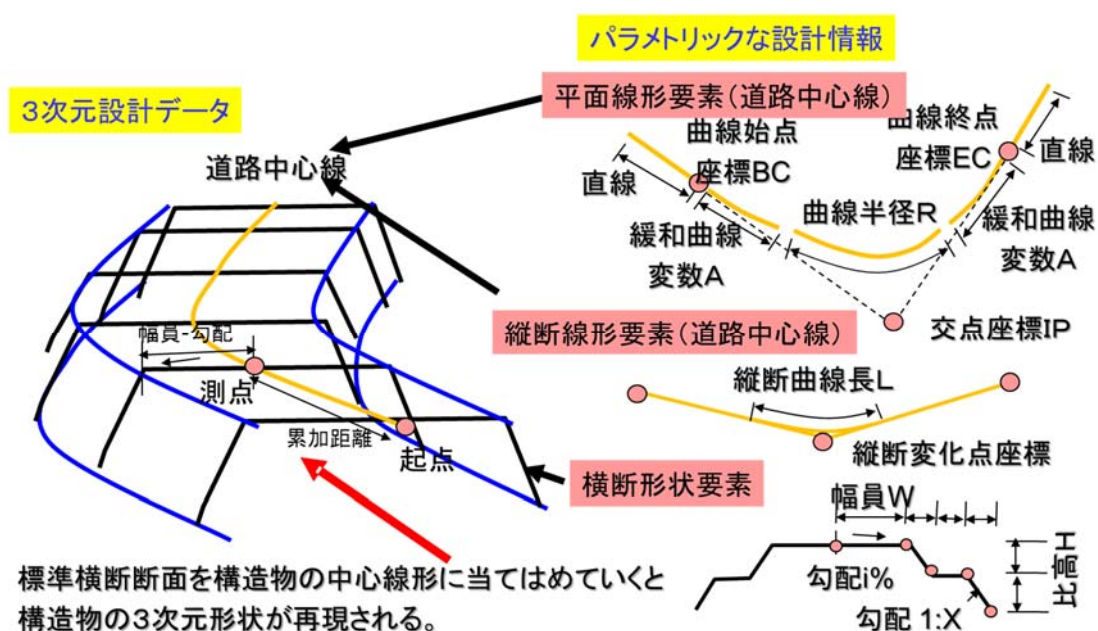 パラメトリックな設計情報
3次元設計データ
平面線形要素(道路中心線)
道路中心線
曲線始点
座標BC
曲線終点
座標EC
直線
直線
曲線半径R
緩和曲線
変数A
緩和曲線
変数A
交点座標IP
幅員-勾配
測点
累加距離
起点
縦断線形要素(道路中心線)
縦断曲線長L
縦断変化点座標
横断形状要素
幅員W
勾配i%
勾配 1:X
比高H
標準横断断面を構造物の中心線形に当てはめていくと
構造物の3次元形状が再現される。